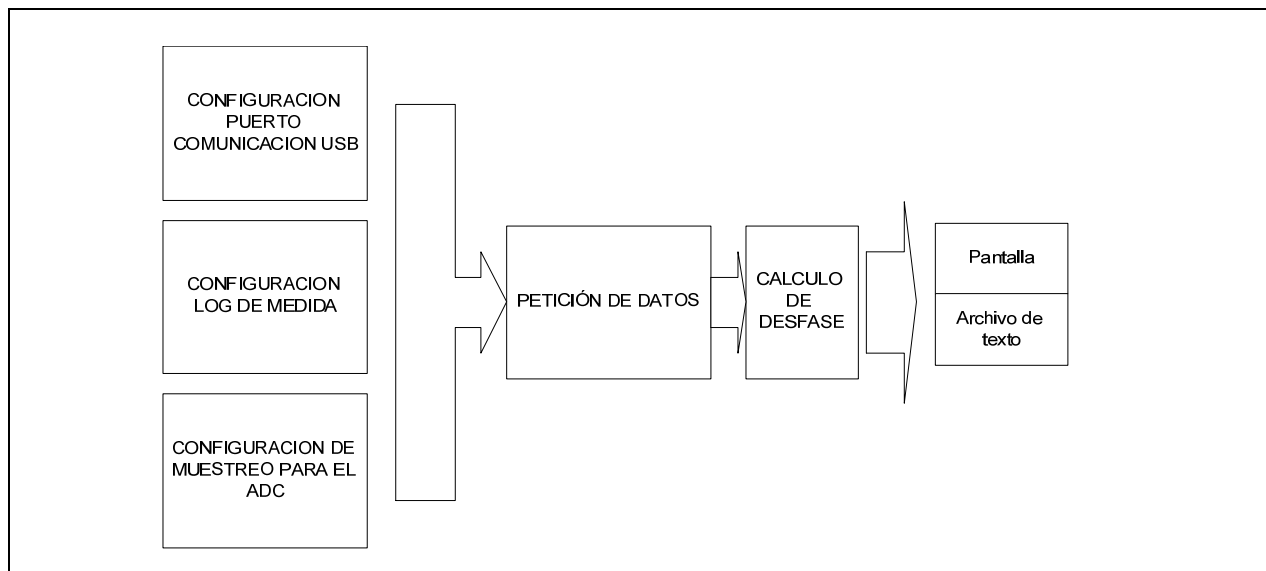 CONFIGURACION
PUERTO
COMUNICACION USB
CONFIGURACION
LOG DE MEDIDA
CONFIGURACION DE
MUESTREO PARA EL
ADC
PETICIÓN DE DATOS
CALCULO
DE
DESFASE
Pantalla
Archivo de
texto